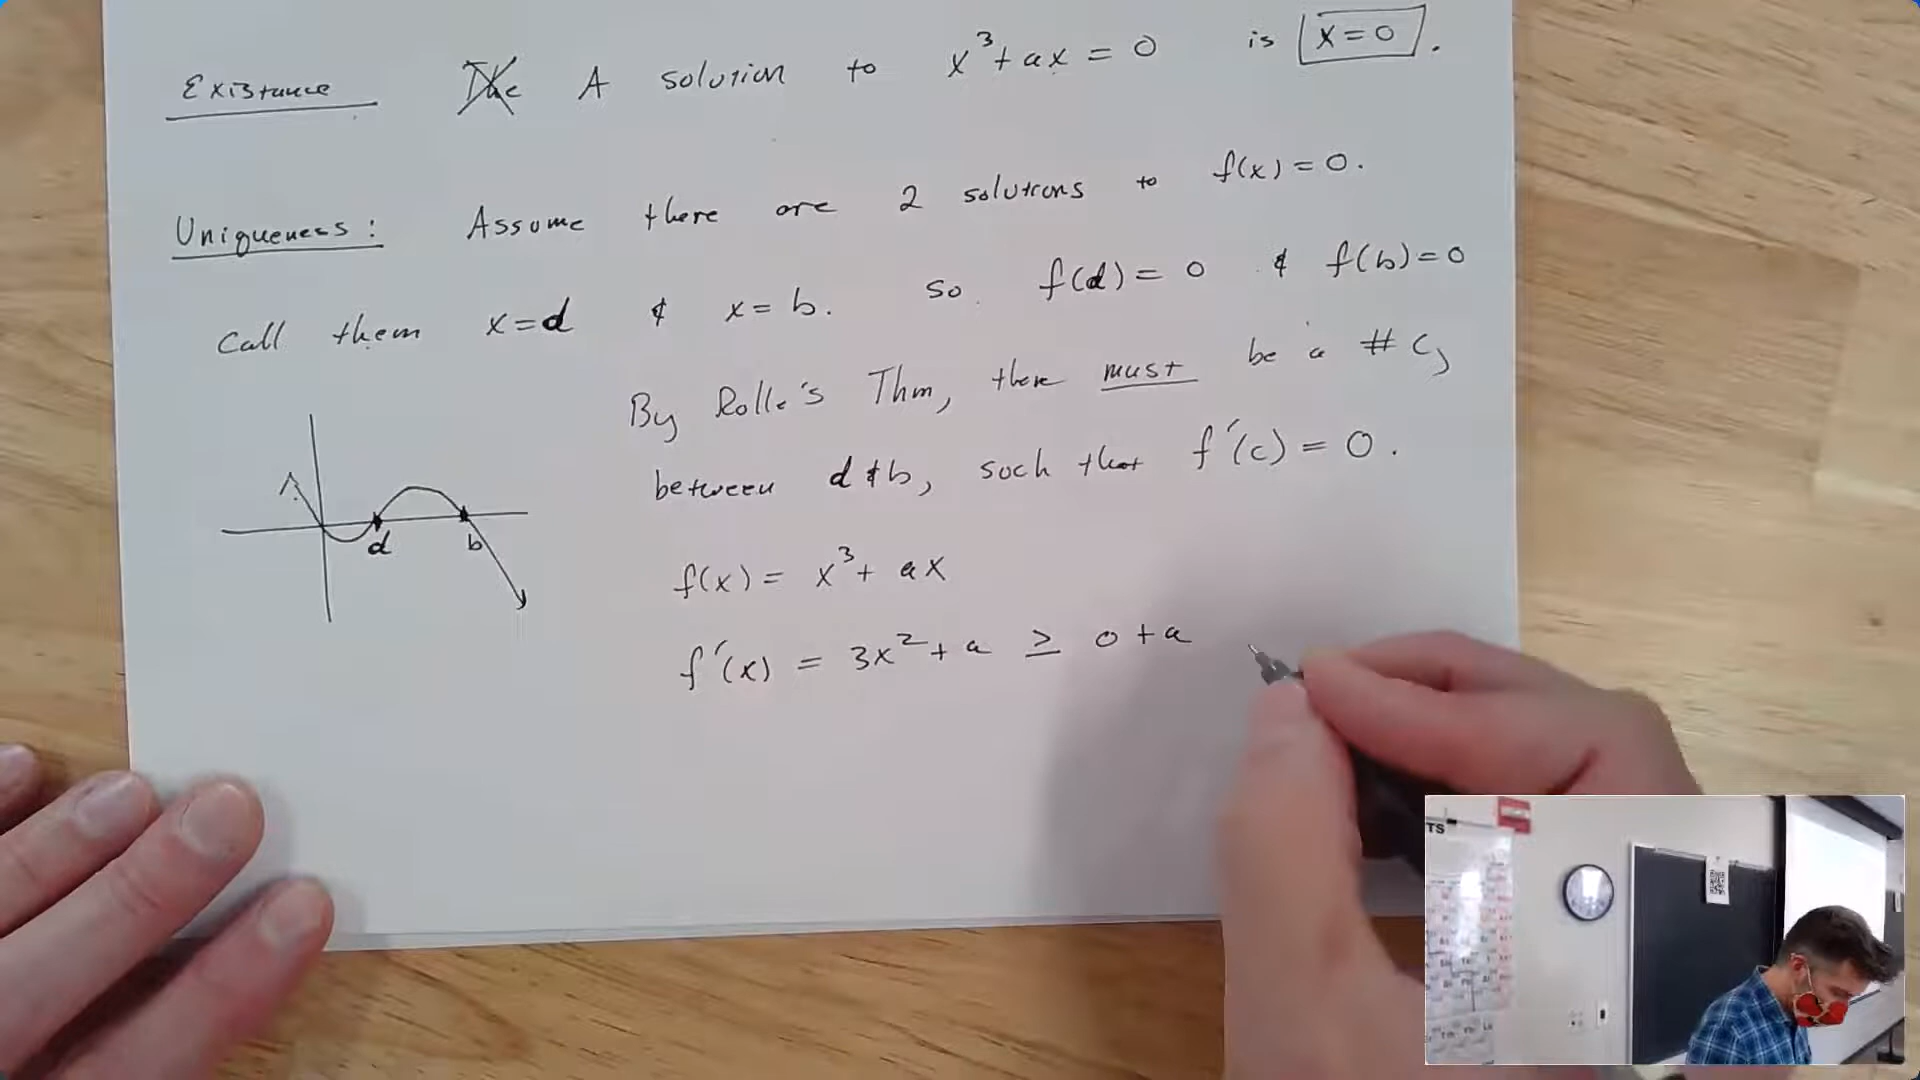 Existance The A solution to x³+ax = 0 is x=0.
Uniqueness: Assume there are 2 solutions to f(x)=0.
Call them x=d & x=b. so f(d)=0 & f(b)=0
By Rolle's Thm, there must be a # c,
between d & b, such that f'(c) = 0.
d b
f(x) = x³+ ax
f'(x) = 3x²+ a ≥ 0+a
TS